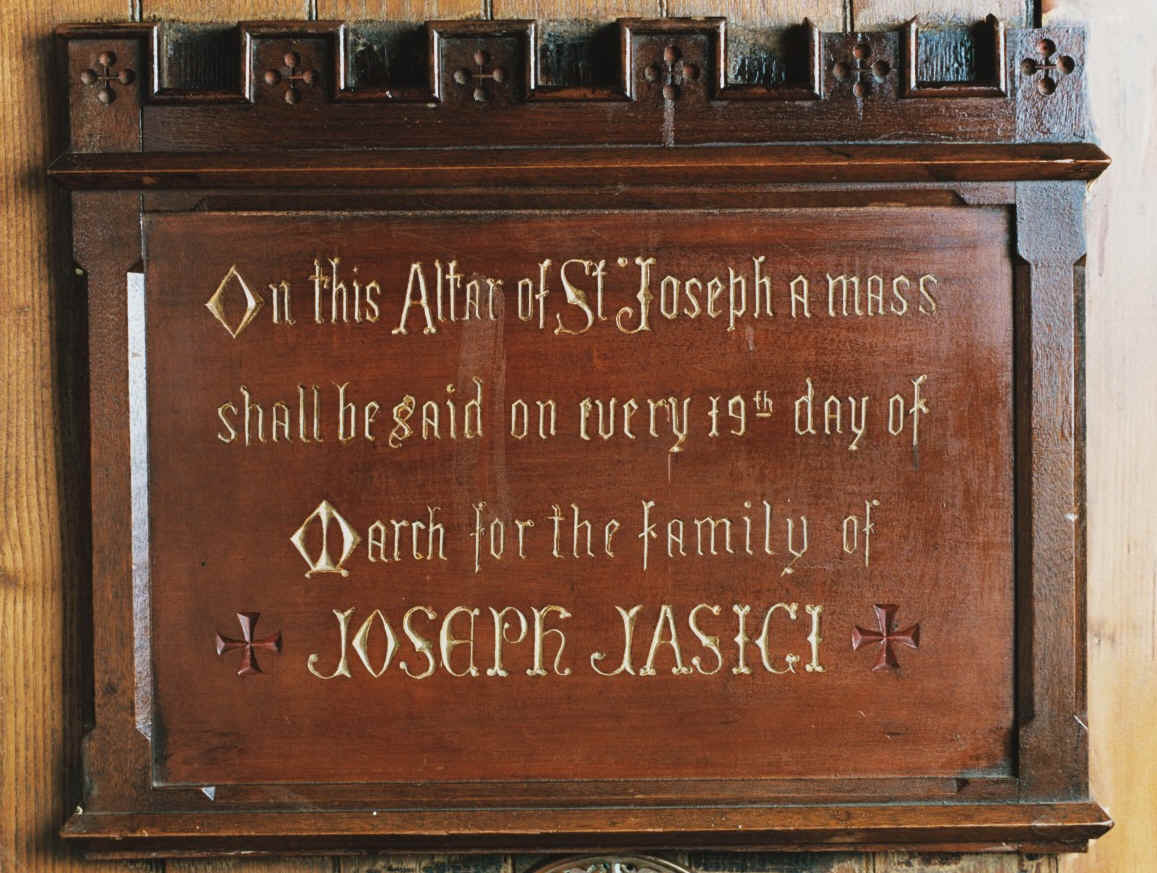 On this Altar of St Joseph a mass
shall be said on every 19th day of
March for the family of
JOSEPH JASICI